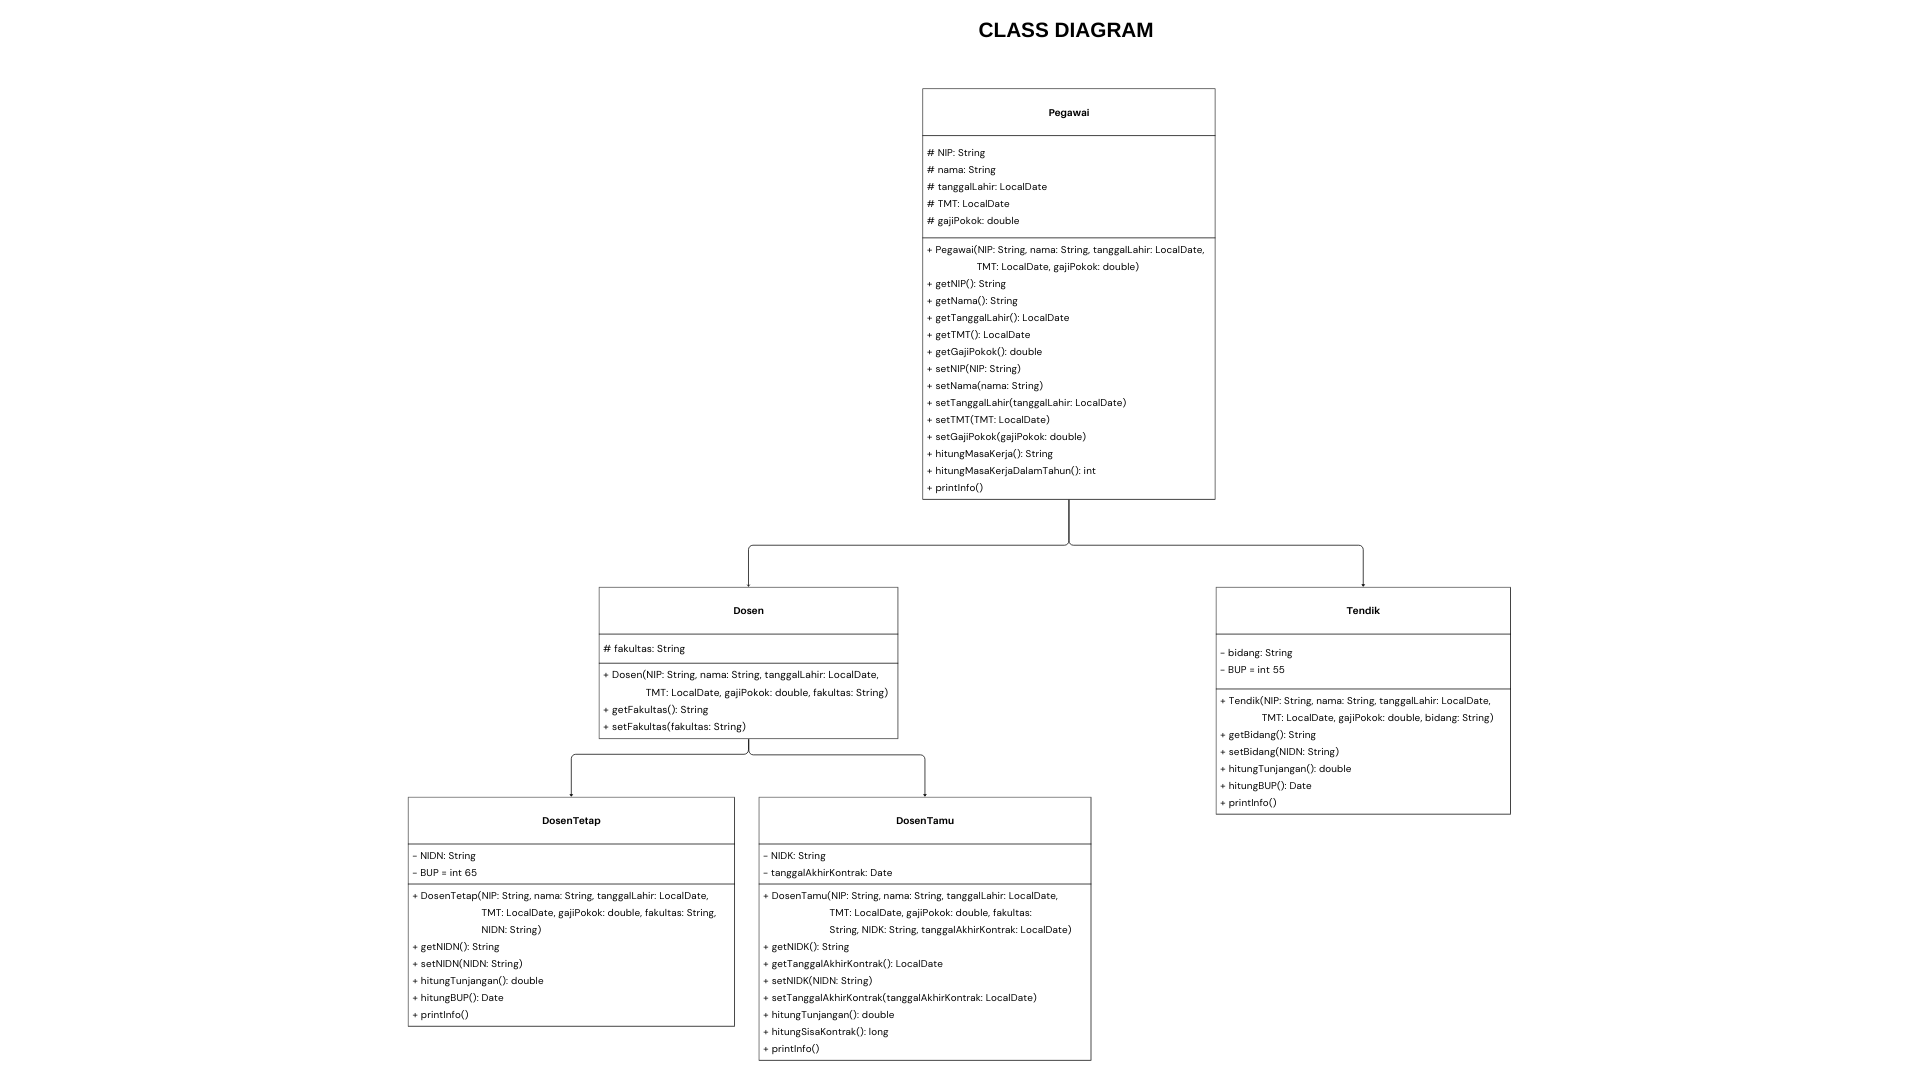 CLASS DIAGRAM
Pegawai
# NIP: String
# nama: String
# tanggalLahir: LocalDate
# TMT: LocalDate
# gajiPokok: double
+ Pegawai(NIP: String, nama: String, tanggalLahir: LocalDate,
TMT: LocalDate, gajiPokok: double)
+ getNIP(): String
+ getNama(): String
+ getTanggalLahir(): LocalDate
+ getTMT(): LocalDate
+ getGajiPokok(): double
+ setNIP(NIP: String)
+ setNama(nama: String)
+ setTanggalLahir(tanggalLahir: LocalDate)
+ setTMT(TMT: LocalDate)
+ setGajiPokok(gajiPokok: double)
+ hitungMasaKerja(): String
+ hitungMasaKerjaDalamTahun(): int
+ printInfo()
Dosen
# fakultas: String
+ Dosen(NIP: String, nama: String, tanggalLahir: LocalDate,
TMT: LocalDate, gajiPokok: double, fakultas: String)
+ getFakultas(): String
+ setFakultas(fakultas: String)
Tendik
- bidang: String
- BUP = int 55
+ Tendik(NIP: String, nama: String, tanggalLahir: LocalDate,
TMT: LocalDate, gajiPokok: double, bidang: String)
+ getBidang(): String
+ setBidang(NIDN: String)
+ hitungTunjangan(): double
+ hitungBUP(): Date
+ printInfo()
DosenTetap
- NIDN: String
- BUP = int 65
+ DosenTetap(NIP: String, nama: String, tanggalLahir: LocalDate,
TMT: LocalDate, gajiPokok: double, fakultas: String,
NIDN: String)
+ getNIDN(): String
+ setNIDN(NIDN: String)
+ hitungTunjangan(): double
+ hitungBUP(): Date
+ printInfo()
DosenTamu
- NIDK: String
- tanggalAkhirKontrak: Date
+ DosenTamu(NIP: String, nama: String, tanggalLahir: LocalDate,
TMT: LocalDate, gajiPokok: double, fakultas:
String, NIDK: String, tanggalAkhirKontrak: LocalDate)
+ getNIDK(): String
+ getTanggalAkhirKontrak(): LocalDate
+ setNIDK(NIDN: String)
+ setTanggalAkhirKontrak(tanggalAkhirKontrak: LocalDate)
+ hitungTunjangan(): double
+ hitungSisaKontrak(): long
+ printInfo()